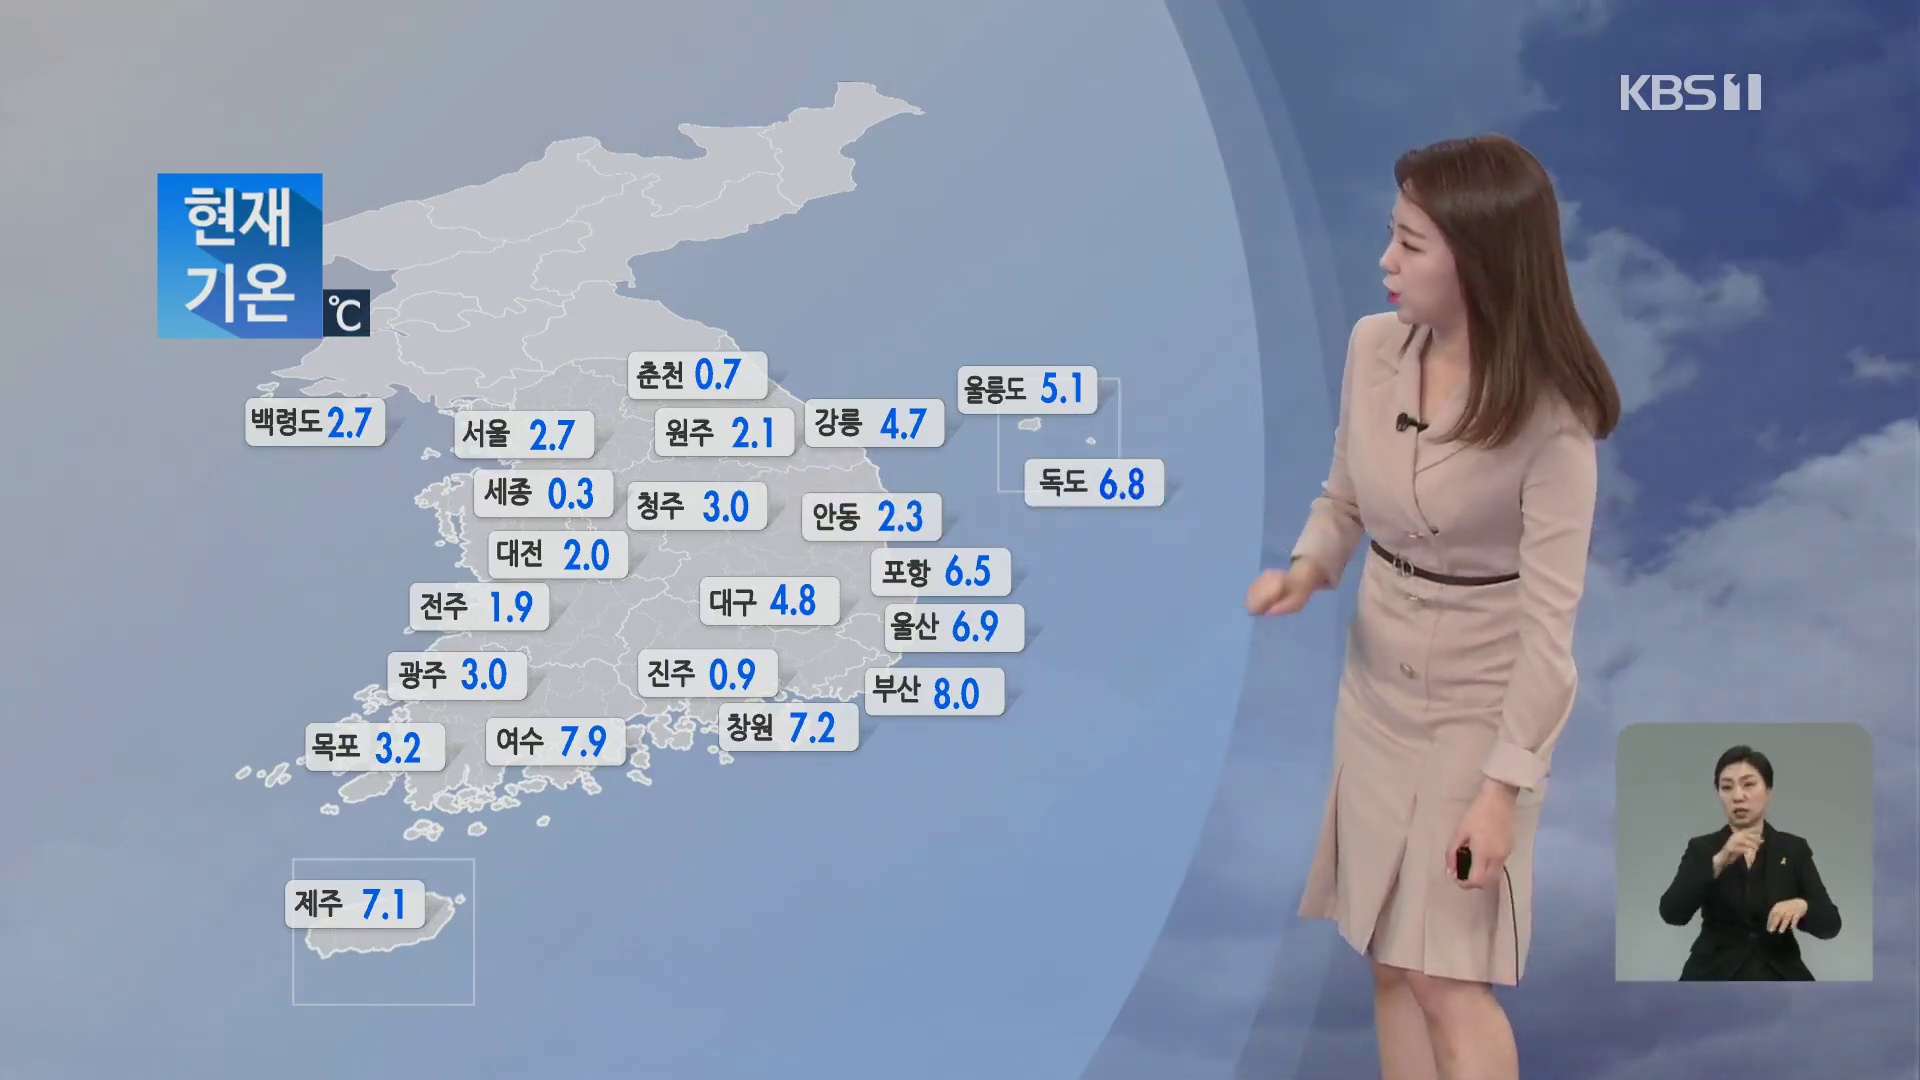 KBS 1
현재
기온
℃
춘천 0.7
백령도 2.7
서울 2.7
원주 2.1
강릉 4.7
울릉도 5.1
독도 6.8
세종 0.3
청주 3.0
안동 2.3
대전 2.0
포항 6.5
전주 1.9
대구 4.8
울산 6.9
광주 3.0
진주 0.9
부산 8.0
목포 3.2
여수 7.9
창원 7.2
제주 7.1